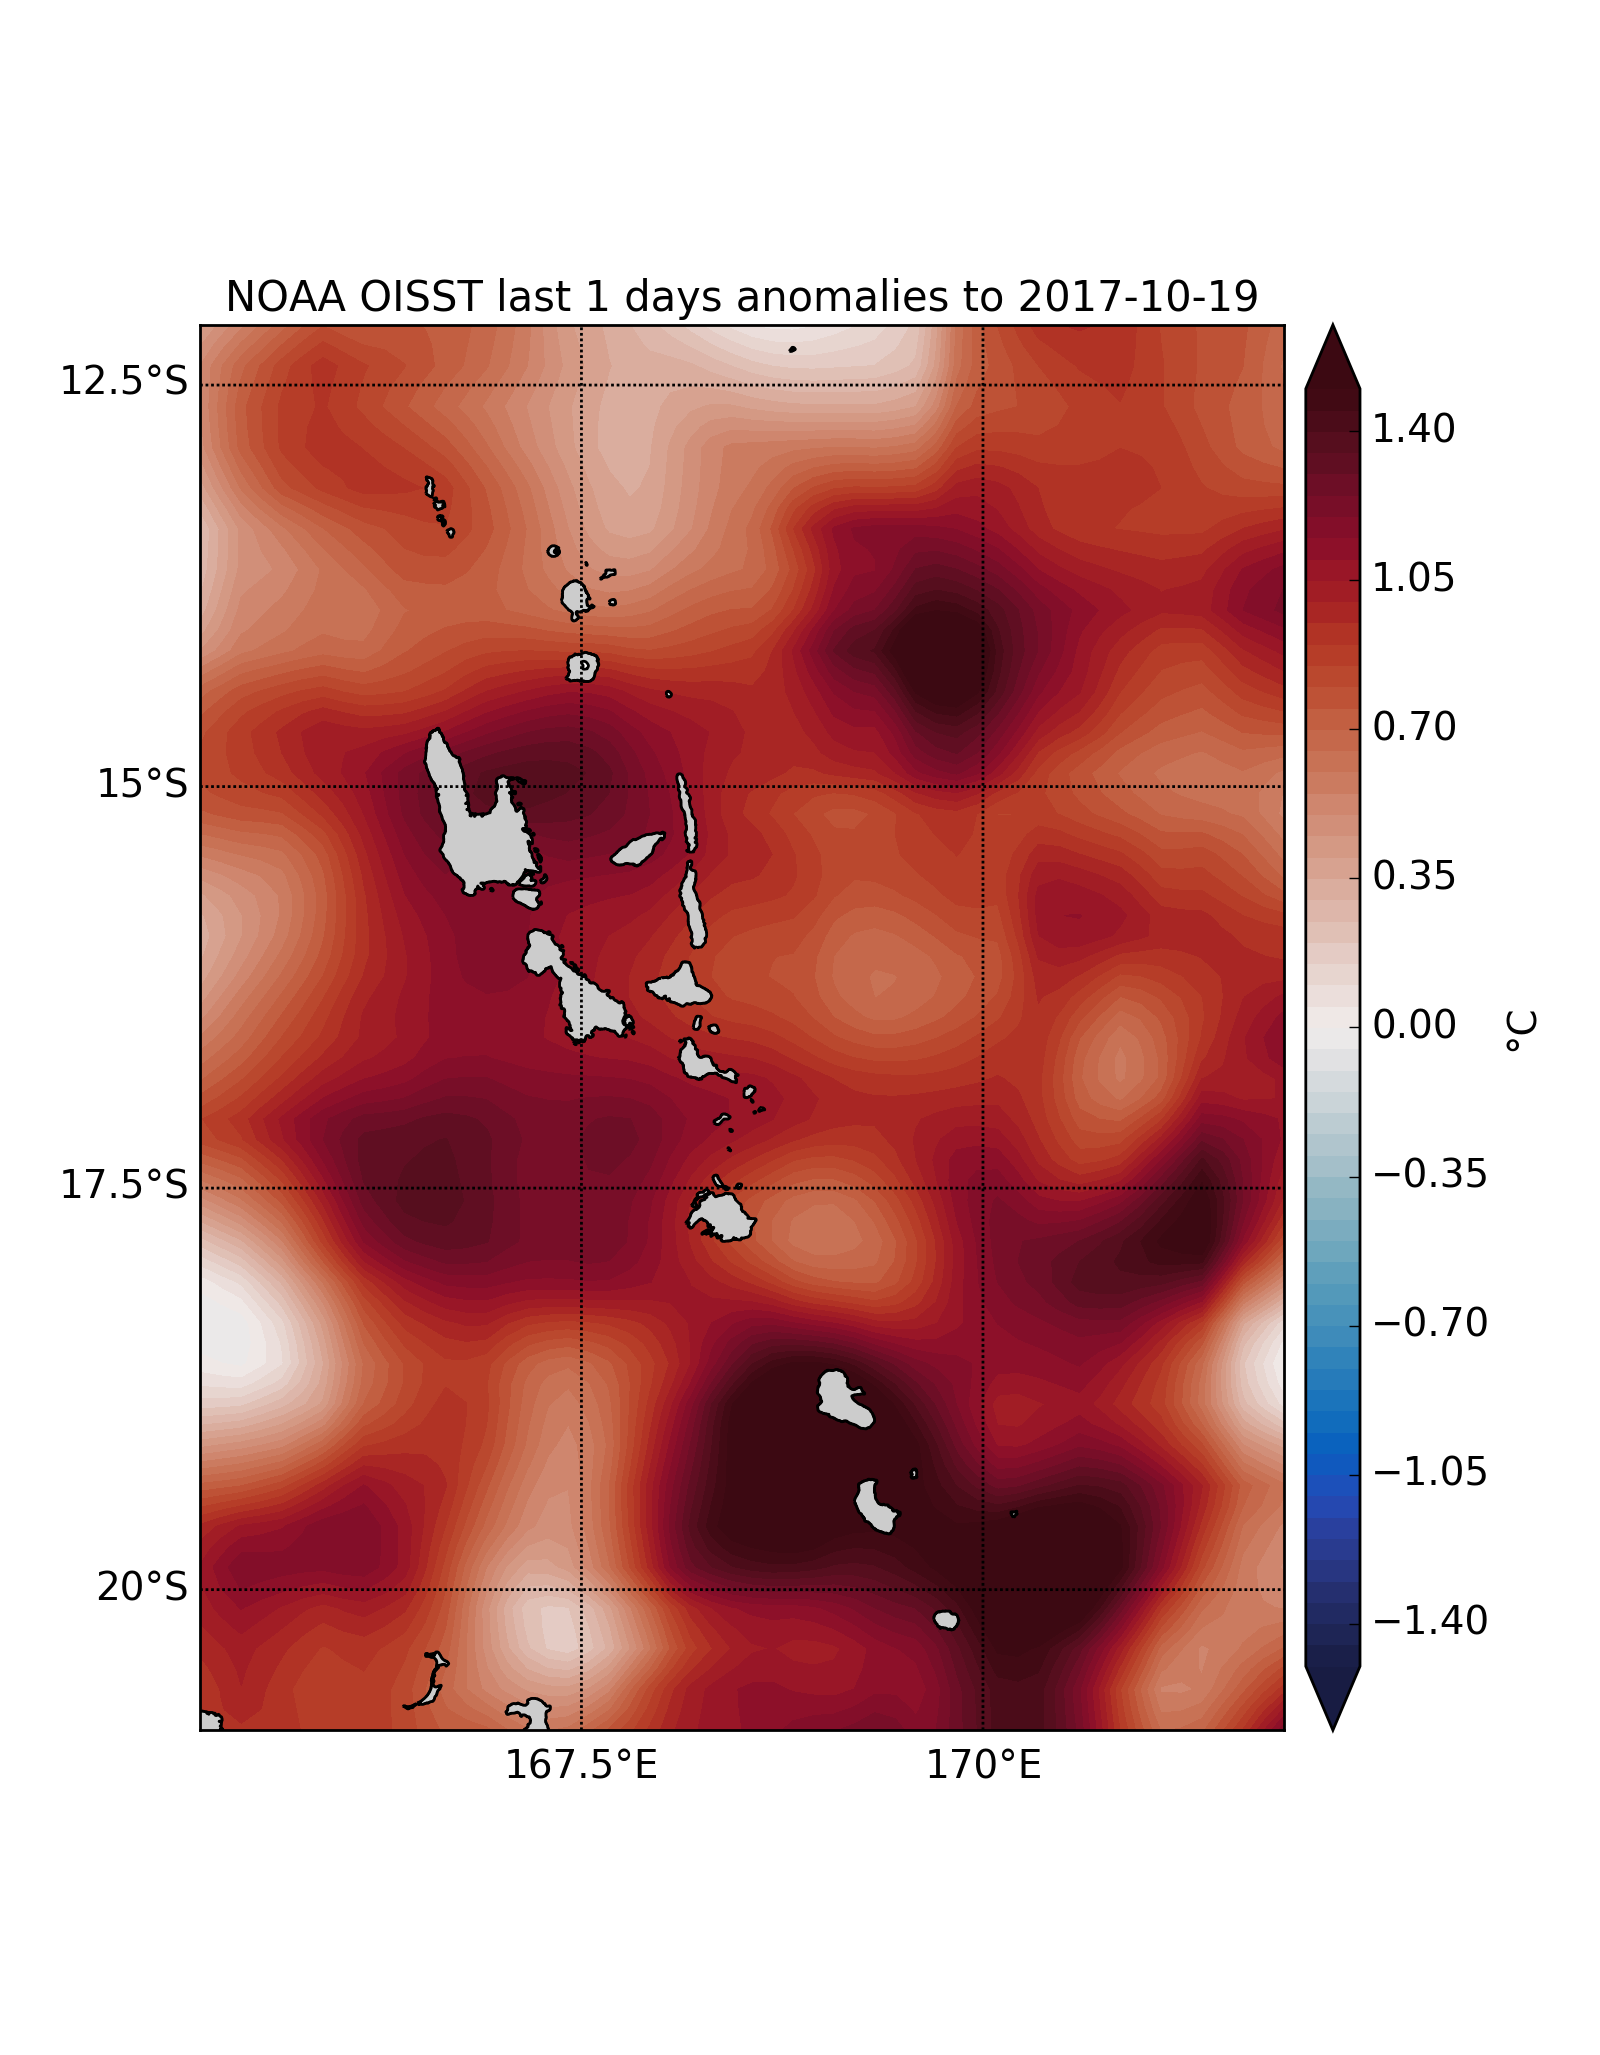 NOAA OISST last 1 days anomalies to 2017-10-19
12.5°S
15°S
17.5°S
20°S
167.5°E
170°E
1.40
1.05
0.70
0.35
0.00
−0.35
−0.70
−1.05
−1.40
°C